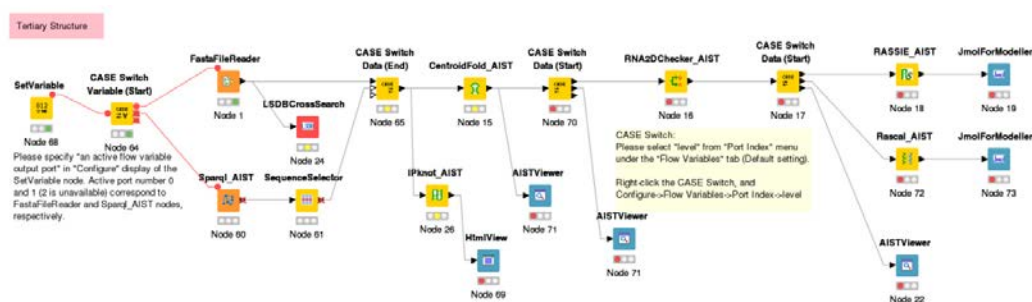 Tertiary Structure
SetVariable
Node 68
CASE Switch
Variable (Start)
Node 64
Please specify "an active flow variable
output port" in "Configure" display of the
SetVariable node. Active port number 0
and 1 (2 is unavailable) correspond to
FastaFileReader and Sparql_AIST nodes,
respectively.
FastaFileReader
Node 1
LSDBCrossSearch
Node 24
Sparql_AIST
Node 60
SequenceSelector
Node 61
CASE Switch
Data (End)
Node 65
CentroidFold_AIST
Node 15
IPknot_AIST
Node 26
HtmlView
Node 69
CASE Switch
Data (Start)
Node 70
AISTViewer
Node 71
AISTViewer
Node 71
RNA2DChecker_AIST
Node 16
CASE Switch:
Please select "level" from "Port Index" menu
under the "Flow Variables" tab (Default setting).
Right-click the CASE Switch, and
Configure->Flow Variables->Port Index->level
CASE Switch
Data (Start)
Node 17
RASSIE_AIST
Node 18
JmolForModeller
Node 19
Rascal_AIST
Node 72
JmolForModeller
Node 73
AISTViewer
Node 22